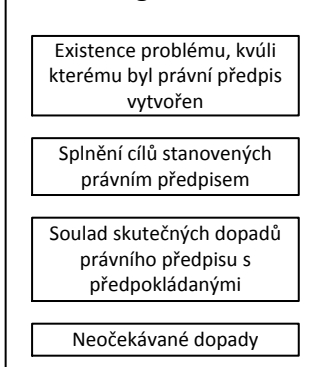 Existence problému, kvúli
kterému byl právní předpis
vytvořen
Splnění cílů stanovených
právním předpisem
Soulad skutečných dopadů
právního předpisu s
předpokládanými
Neočekávané dopady